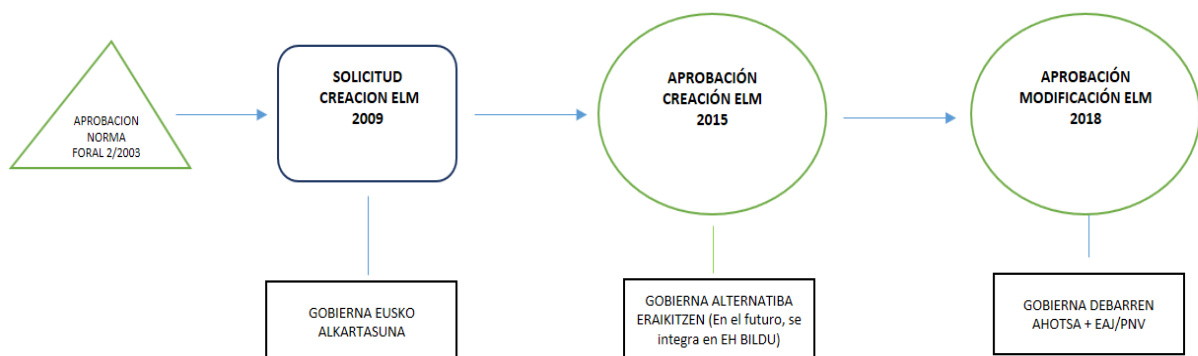 APROBACION
NORMA
FORAL 2/2003
SOLICITUD
CREACION ELM
2009
APROBACIÓN
CREACIÓN ELM
2015
APROBACIÓN
MODIFICACIÓN ELM
2018
GOBIERNA EUSKO
ALKARTASUNA
GOBIERNA ALTERNATIBA
ERAIKITZEN (En el futuro, se
integra en EH BILDU)
GOBIERNA DEBARREN
AHOTSA + EAJ/PNV